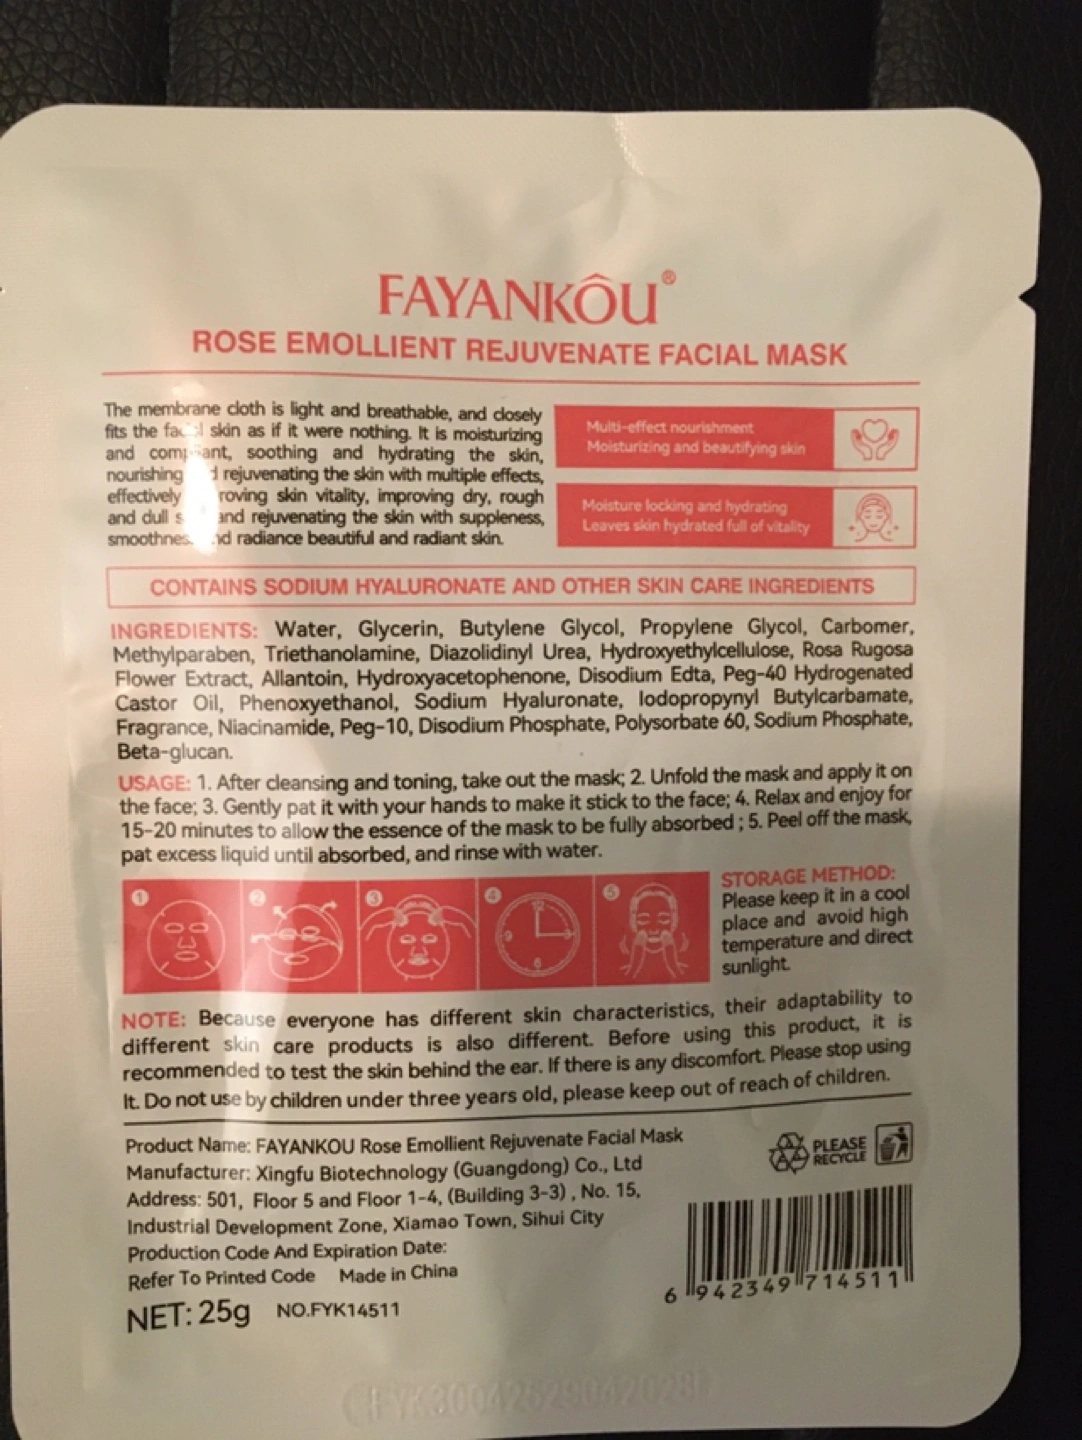 FAYANKÔU®
ROSE EMOLLIENT REJUVENATE FACIAL MASK
The membrane cloth is light and breathable, and closely
fits the skin as if it were nothing. It is moisturizing
and soothing and hydrating the skin,
nourishing rejuvenating the skin with multiple effects,
effectively skin vitality, improving dry, rough
and dull and rejuvenating the skin with suppleness,
radiance beautiful and radiant skin.
Multi-effect nourishment
Moisturizing and beautifying skin
Moisture locking and hydrating
Leaves skin hydrated full of vitality
CONTAINS SODIUM HYALURONATE AND OTHER SKIN CARE INGREDIENTS
INGREDIENTS: Water, Glycerin, Butylene Glycol, Propylene Glycol, Carbomer,
Methylparaben, Triethanolamine, Diazolidinyl Urea, Hydroxyethylcellulose, Rosa Rugosa
Flower Extract, Allantoin, Hydroxyacetophenone, Disodium Edta, Peg-40 Hydrogenated
Castor Oil, Phenoxyethanol, Sodium Hyaluronate, Iodopropynyl Butylcarbamate,
Fragrance, Niacinamide, Peg-10, Disodium Phosphate, Polysorbate 60, Sodium Phosphate,
Beta-glucan.
USAGE: 1. After cleansing and toning, take out the mask; 2. Unfold the mask and apply it on
the face; 3. Gently pat it with your hands to make it stick to the face; 4. Relax and enjoy for
15-20 minutes to allow the essence of the mask to be fully absorbed ; 5. Peel off the mask,
pat excess liquid until absorbed, and rinse with water.
1 2 3 4 5
12 3 6 9
STORAGE METHOD:
Please keep it in a cool
place and avoid high
temperature and direct
sunlight.
NOTE: Because everyone has different skin characteristics, their adaptability to
different skin care products is also different. Before using this product, it is
recommended to test the skin behind the ear. If there is any discomfort. Please stop using
It. Do not use by children under three years old, please keep out of reach of children.
Product Name: FAYANKOU Rose Emollient Rejuvenate Facial Mask
Manufacturer: Xingfu Biotechnology (Guangdong) Co., Ltd
Address: 501, Floor 5 and Floor 1-4, (Building 3-3) , No. 15,
Industrial Development Zone, Xiamao Town, Sihui City
Production Code And Expiration Date:
Refer To Printed Code Made in China
NET: 25g NO.FYK14511
PLEASE
RECYCLE
6 942349 714511